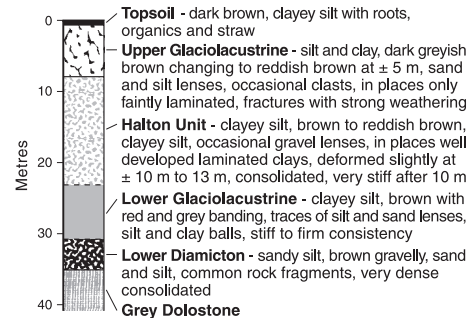 Topsoil - dark brown, clayey silt with roots,
organics and straw
Upper Glaciolacustrine - silt and clay, dark greyish
brown changing to reddish brown at ± 5 m, sand
and silt lenses, occasional clasts, in places only
faintly laminated, fractures with strong weathering
Halton Unit - clayey silt, brown to reddish brown,
clayey silt, occasional gravel lenses, in places well
developed laminated clays, deformed slightly at
± 10 m to 13 m, consolidated, very stiff after 10 m
Lower Glaciolacustrine - clayey silt, brown with
red and grey banding, traces of silt and sand lenses,
silt and clay balls, stiff to firm consistency
Lower Diamicton - sandy silt, brown gravelly, sand
and silt, common rock fragments, very dense
consolidated
Grey Dolostone
0
10
20
30
40
Metres